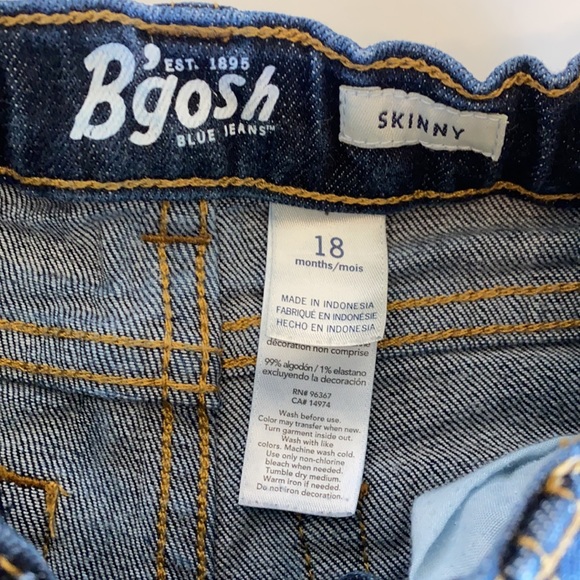 EST. 1895
B'gosh
BLUE JEANS™
SKINNY
18
months/mois
MADE IN INDONESIA
FABRIQUÉ EN INDONÉSIE
HECHO EN INDONESIA
décoration non comprise
99% algodón / 1% elastano
excluyendo la decoración
RN# 96367
CA# 14974
Wash before use.
Color may transfer when new.
Turn garment inside out.
Wash with like
colors. Machine wash cold.
Use only non-chlorine
bleach when needed.
Tumble dry medium.
Warm iron if needed.
Do not iron decoration.